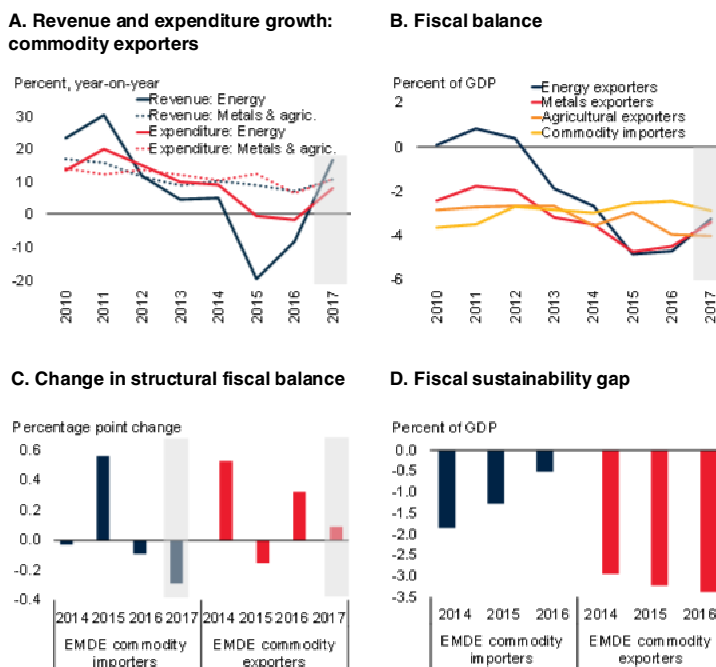 A. Revenue and expenditure growth:
commodity exporters
Percent, year-on-year
Revenue: Energy
Revenue: Metals & agric.
Expenditure: Energy
Expenditure: Metals & agric.
30
20
10
0
-10
-20
2010
2011
2012
2013
2014
2015
2016
2017
B. Fiscal balance
Percent of GDP
Energy exporters
Metals exporters
Agricultural exporters
Commodity importers
2
0
-2
-4
-6
2010
2011
2012
2013
2014
2015
2016
2017
C. Change in structural fiscal balance
Percentage point change
0.6
0.4
0.2
0.0
-0.2
-0.4
2014 2015 2016 2017 2014 2015 2016 2017
EMDE commodity
importers
EMDE commodity
exporters
D. Fiscal sustainability gap
Percent of GDP
0.0
-0.5
-1.0
-1.5
-2.0
-2.5
-3.0
-3.5
2014 2015 2016 2014 2015 2016
EMDE commodity
importers
EMDE commodity
exporters